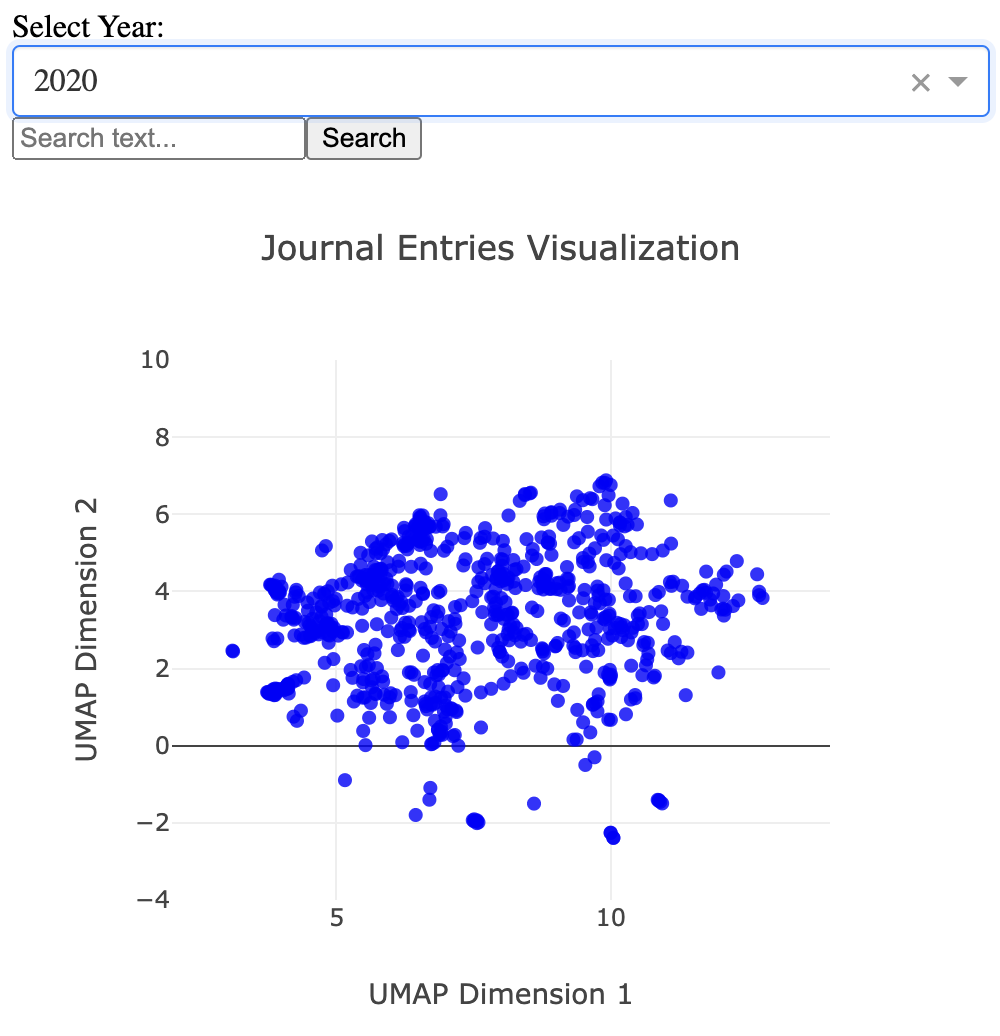 Select Year:
2020
Search text...
Search
Journal Entries Visualization
10
8
6
4
2
0
−2
−4
UMAP Dimension 2
5
10
UMAP Dimension 1